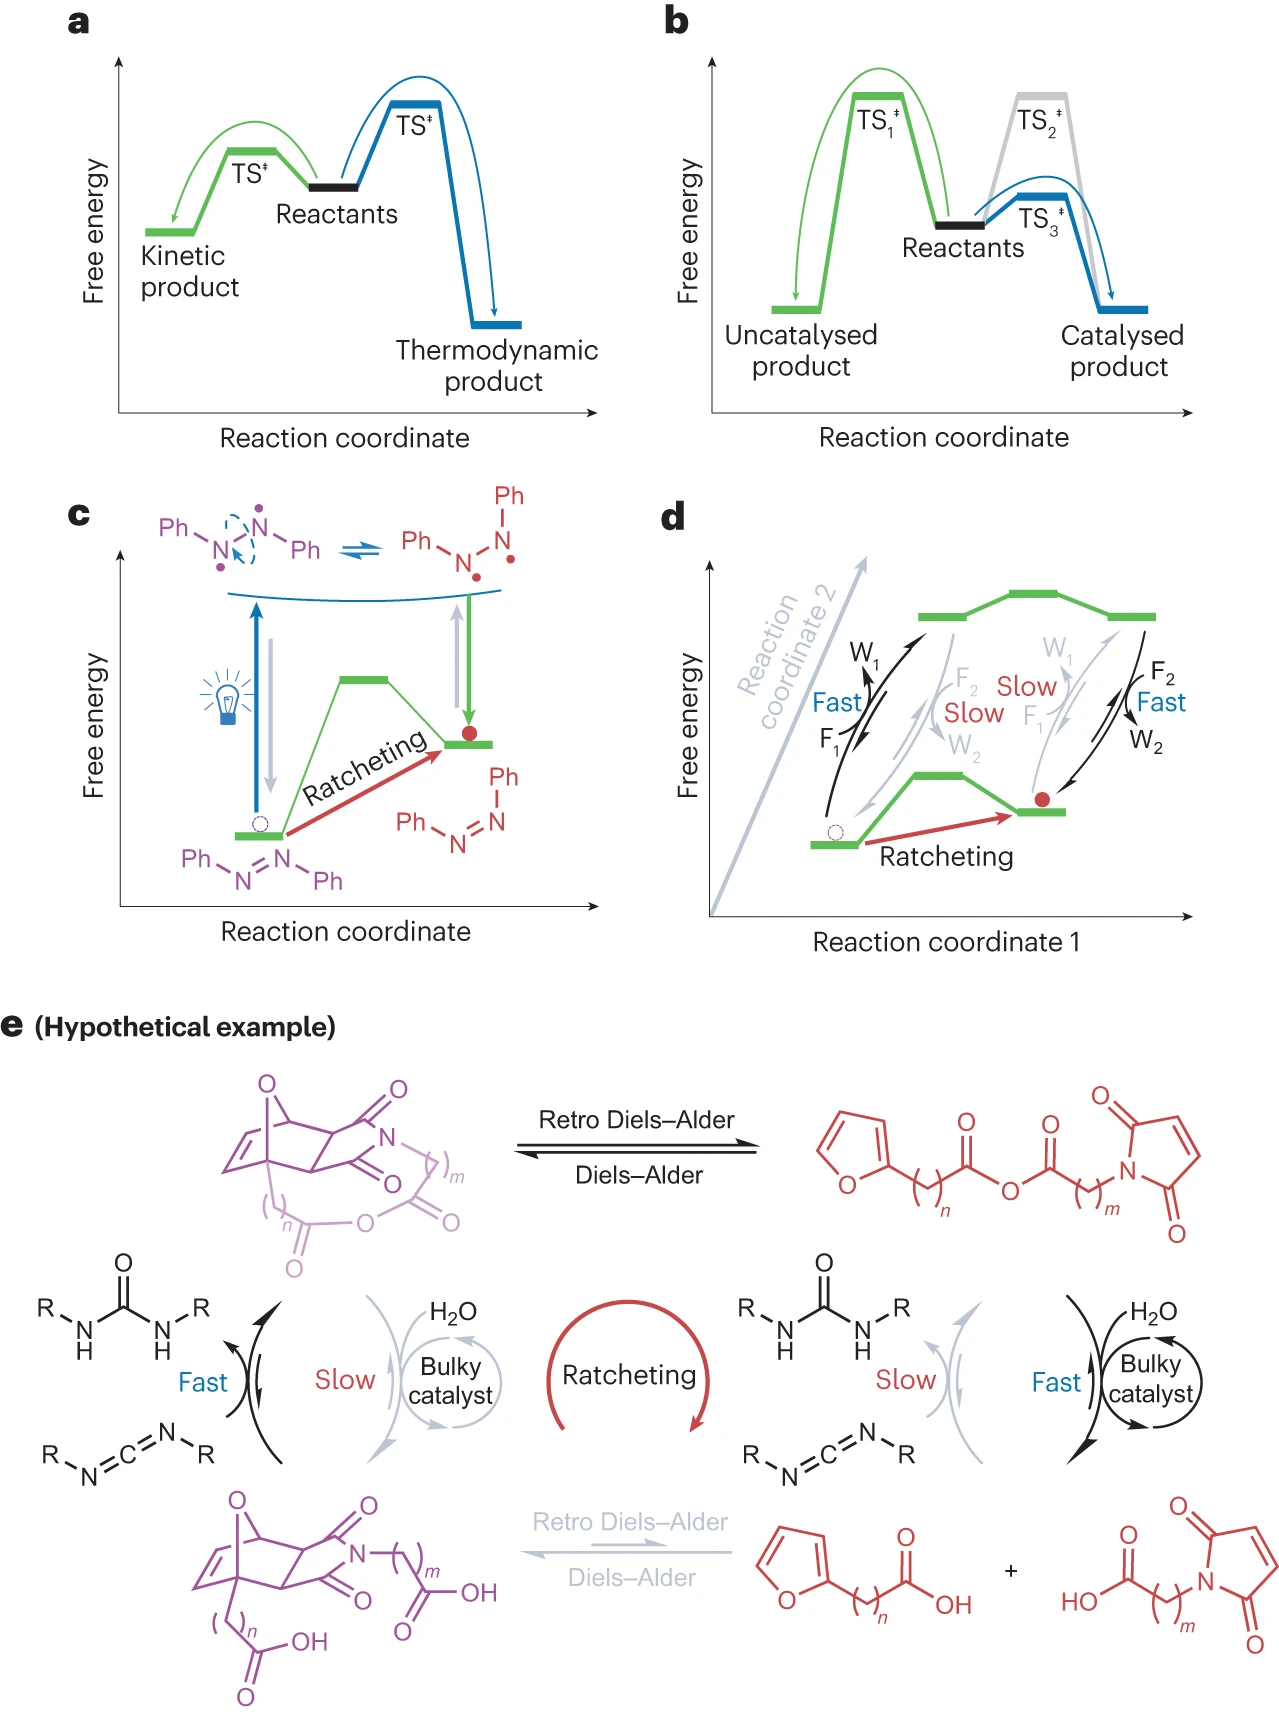 a
Free energy
TS‡
TS‡
Reactants
Kinetic
product
Thermodynamic
product
Reaction coordinate
b
Free energy
TS1‡
TS2‡
TS3‡
Reactants
Uncatalysed
product
Catalysed
product
Reaction coordinate
c
Free energy
Ph
N
N
Ph
Ph
N
N
Ph
Ratcheting
Ph
N
N
Ph
Ph
N
N
Ph
Reaction coordinate
d
Free energy
Reaction
coordinate 2
W1
Fast
F1
F2
Slow
W2
W1
Slow
F1
F2
Fast
W2
Ratcheting
Reaction coordinate 1
e (Hypothetical example)
O
O
N
O
m
n
O
O
O
Retro Diels–Alder
Diels–Alder
O
n
O
O
O
m
N
O
O
O
R
N
H
N
H
R
Fast
R
N
C
N
R
Slow
H2O
Bulky
catalyst
Ratcheting
O
R
N
H
N
H
R
Slow
R
N
C
N
R
Fast
H2O
Bulky
catalyst
O
O
N
O
m
OH
O
n
OH
O
Retro Diels–Alder
Diels–Alder
O
n
O
OH
+
HO
O
m
N
O
O